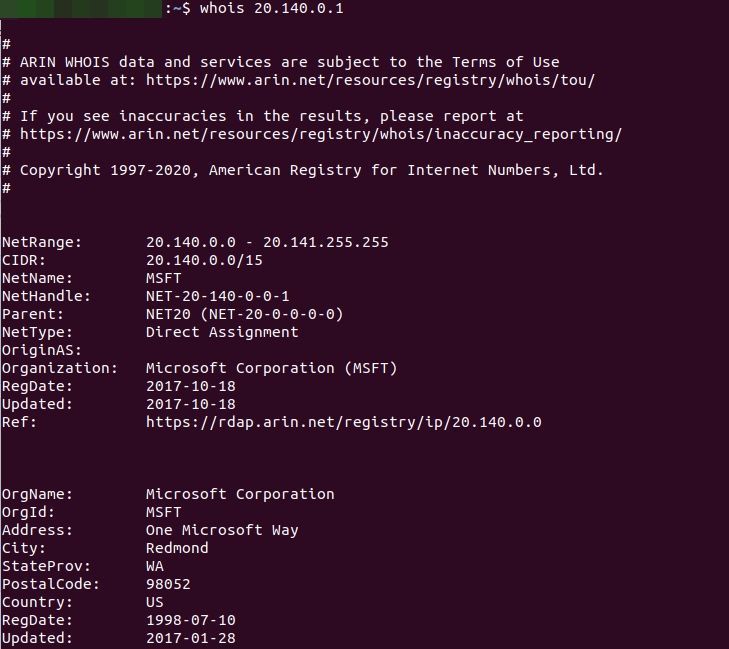 :~$ whois 20.140.0.1
#
# ARIN WHOIS data and services are subject to the Terms of Use
# available at: https://www.arin.net/resources/registry/whois/tou/
#
# If you see inaccuracies in the results, please report at
# https://www.arin.net/resources/registry/whois/inaccuracy_reporting/
#
# Copyright 1997-2020, American Registry for Internet Numbers, Ltd.
#
NetRange: 20.140.0.0 - 20.141.255.255
CIDR: 20.140.0.0/15
NetName: MSFT
NetHandle: NET-20-140-0-0-1
Parent: NET20 (NET-20-0-0-0-0)
NetType: Direct Assignment
OriginAS:
Organization: Microsoft Corporation (MSFT)
RegDate: 2017-10-18
Updated: 2017-10-18
Ref: https://rdap.arin.net/registry/ip/20.140.0.0
OrgName: Microsoft Corporation
OrgId: MSFT
Address: One Microsoft Way
City: Redmond
StateProv: WA
PostalCode: 98052
Country: US
RegDate: 1998-07-10
Updated: 2017-01-28